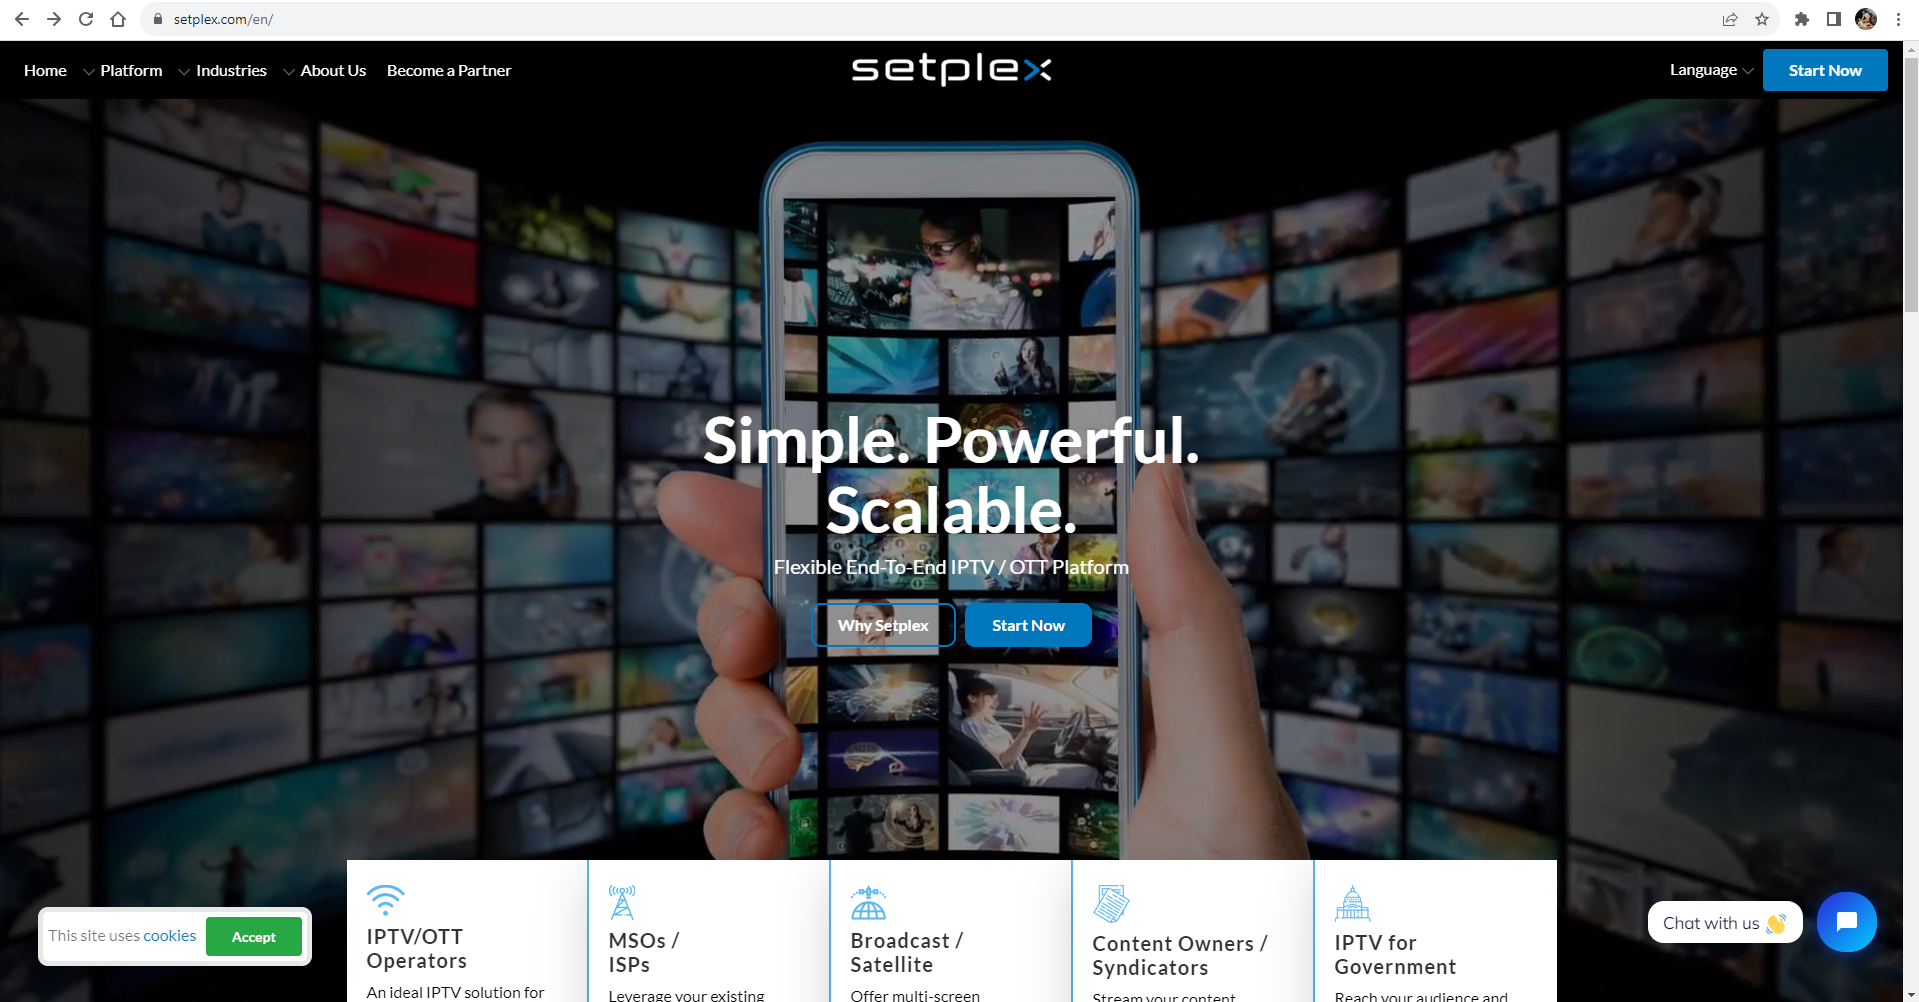 setplex.com/en/
Home
Platform
Industries
About Us
Become a Partner
setplex
Language
Start Now
Simple. Powerful.
Scalable.
Flexible End-To-End IPTV / OTT Platform
Why Setplex
Start Now
This site uses cookies
Accept
IPTV/OTT
Operators
An ideal IPTV solution for
MSOs /
ISPs
Leverage your existing
Broadcast /
Satellite
Offer multi-screen
Content Owners /
Syndicators
Stream your content
IPTV for
Government
Reach your audience and
Chat with us 👋